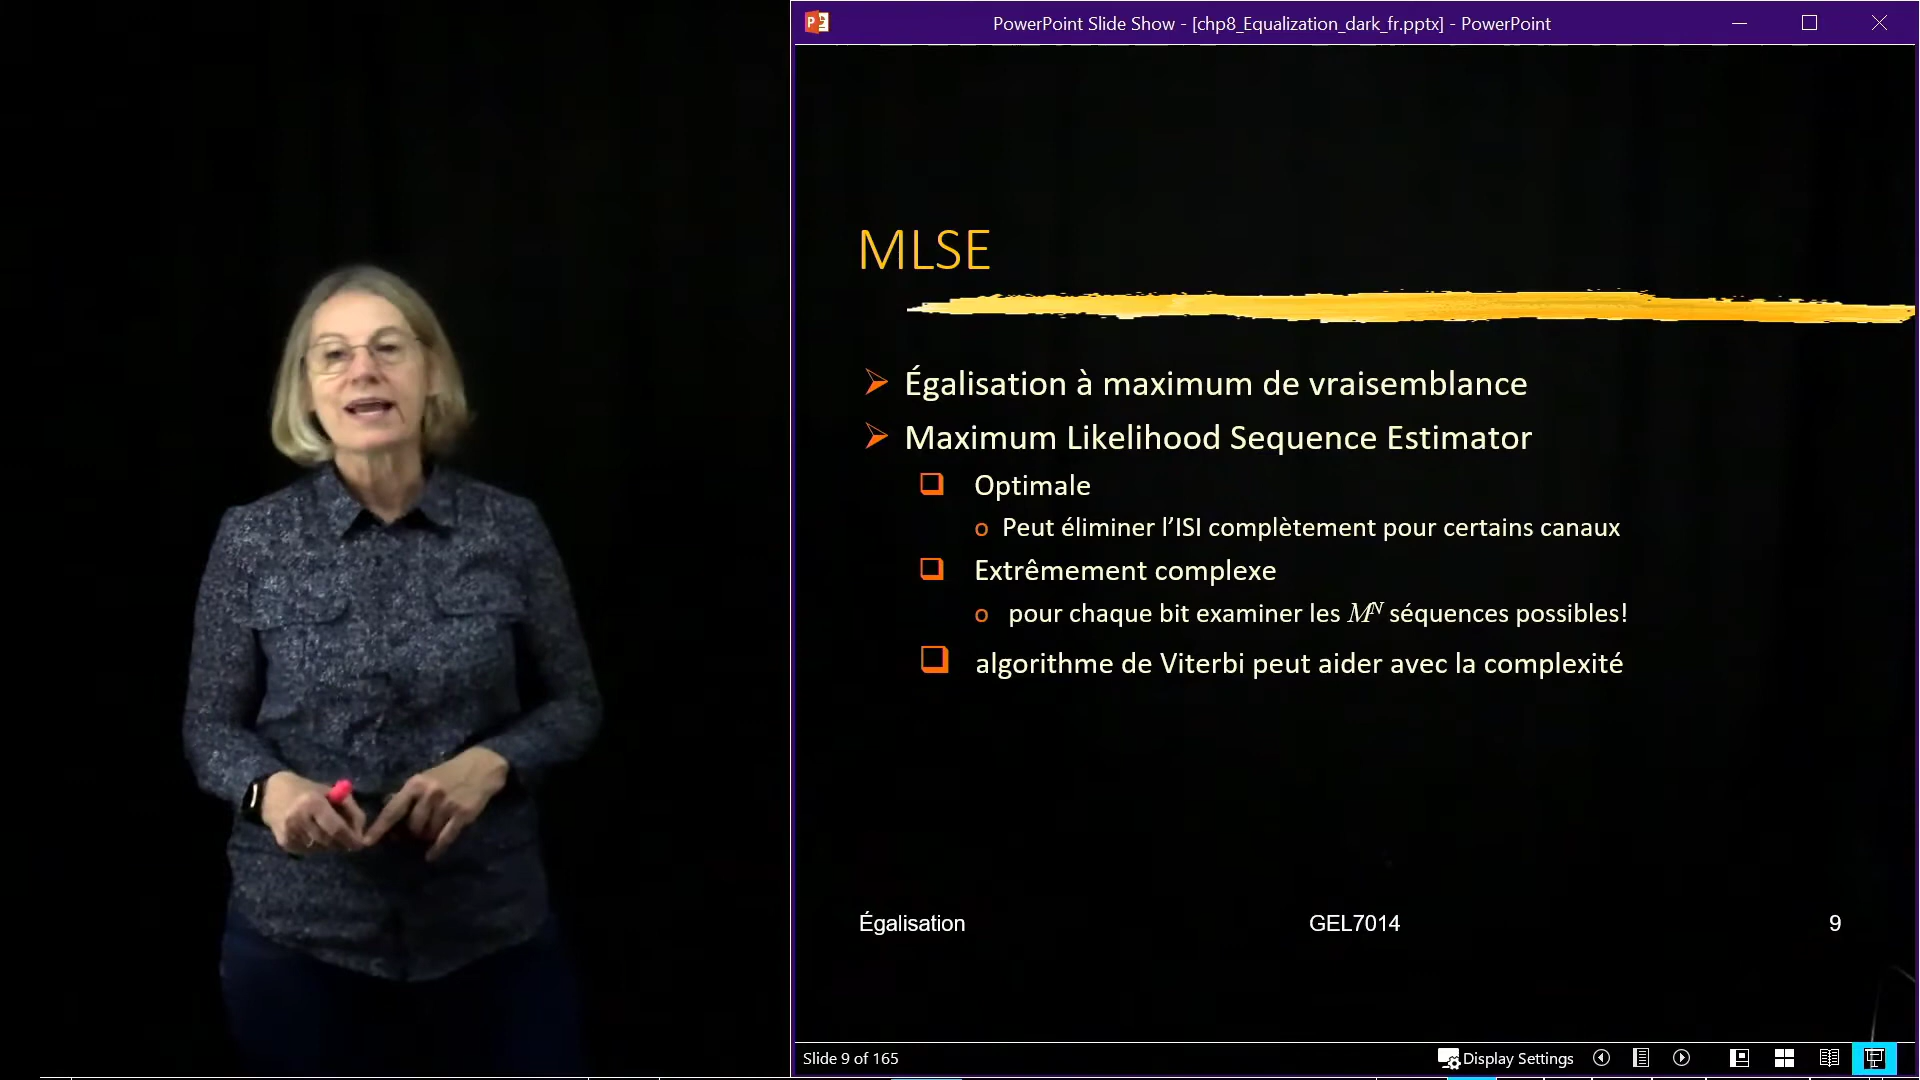 PowerPoint Slide Show - [chp8_Equalization_dark_fr.pptx] - PowerPoint
MLSE
Égalisation à maximum de vraisemblance
Maximum Likelihood Sequence Estimator
Optimale
Peut éliminer l’ISI complètement pour certains canaux
Extrêmement complexe
pour chaque bit examiner les M^N séquences possibles!
algorithme de Viterbi peut aider avec la complexité
Égalisation
GEL7014
9
Slide 9 of 165
Display Settings